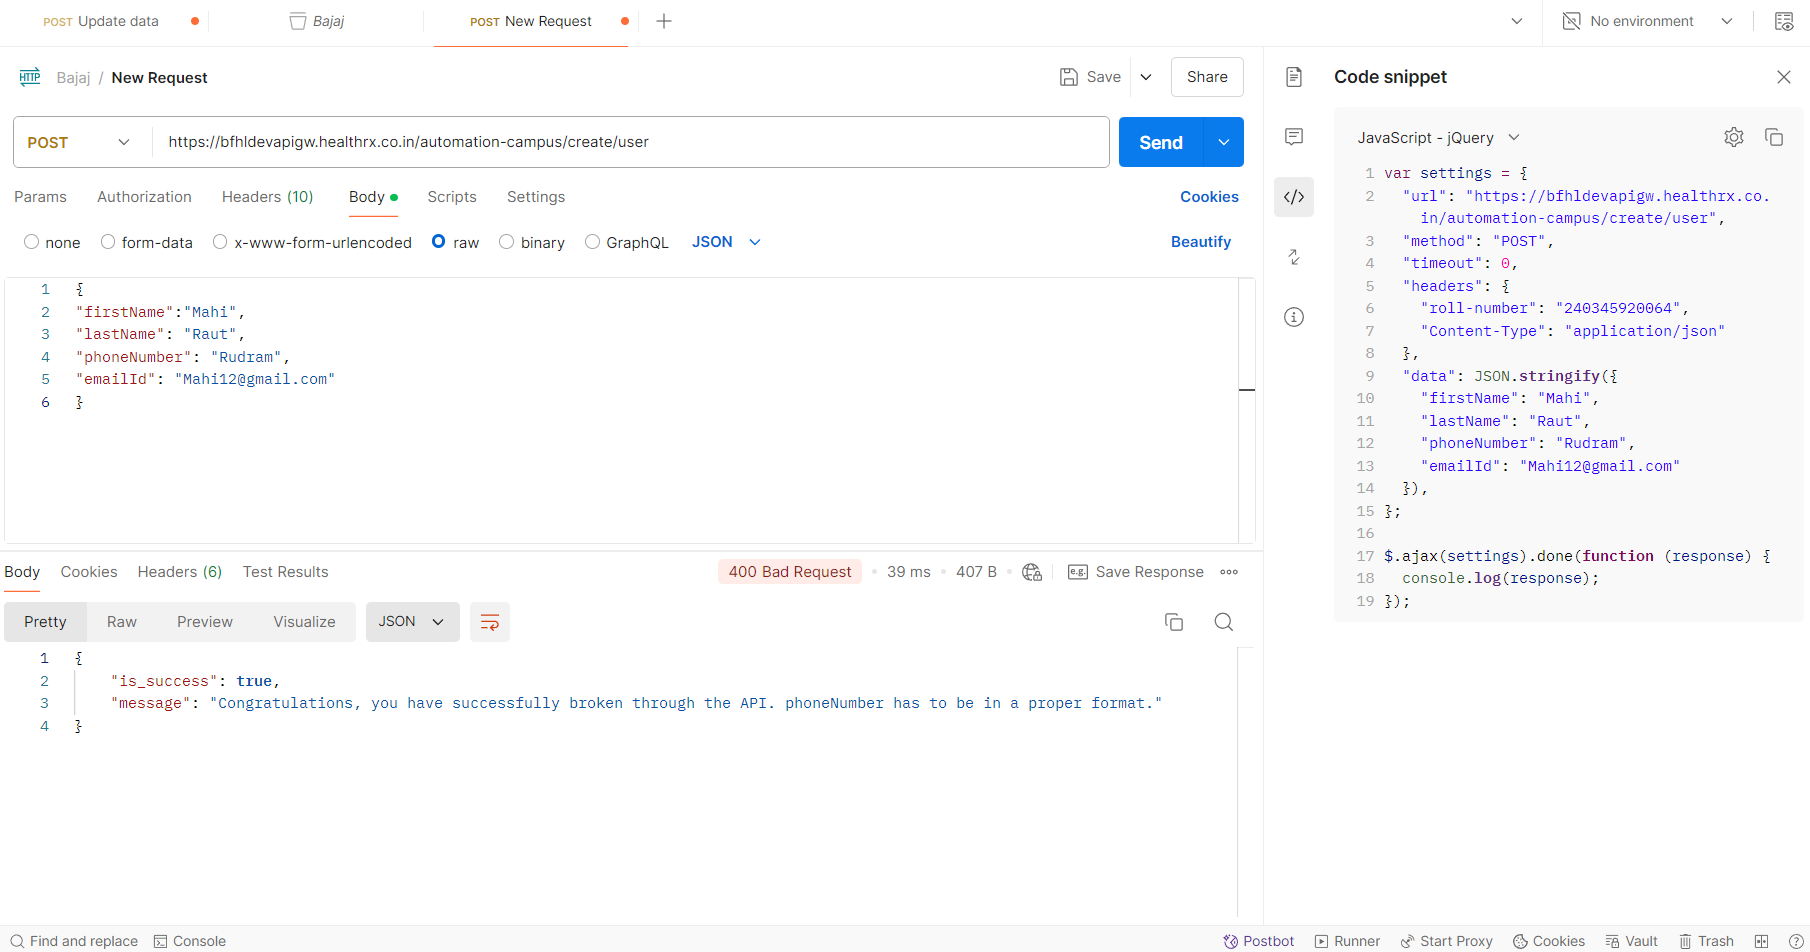 POST Update data
Bajaj
POST New Request
No environment
HTTP Bajaj / New Request
Save
Share
POST
https://bfhldevapigw.healthrx.co.in/automation-campus/create/user
Send
Params Authorization Headers (10) Body Scripts Settings
Cookies
none form-data x-www-form-urlencoded raw binary GraphQL JSON
Beautify
1 {
2 "firstName":"Mahi",
3 "lastName": "Raut",
4 "phoneNumber": "Rudram",
5 "emailId": "Mahi12@gmail.com"
6 }
Body Cookies Headers (6) Test Results
400 Bad Request 39 ms 407 B
e.g. Save Response
Pretty Raw Preview Visualize JSON
1 {
2 "is_success": true,
3 "message": "Congratulations, you have successfully broken through the API. phoneNumber has to be in a proper format."
4 }
Code snippet
JavaScript - jQuery
1 var settings = {
2 "url": "https://bfhldevapigw.healthrx.co.
in/automation-campus/create/user",
3 "method": "POST",
4 "timeout": 0,
5 "headers": {
6 "roll-number": "240345920064",
7 "Content-Type": "application/json"
8 },
9 "data": JSON.stringify({
10 "firstName": "Mahi",
11 "lastName": "Raut",
12 "phoneNumber": "Rudram",
13 "emailId": "Mahi12@gmail.com"
14 }),
15 };
16
17 $.ajax(settings).done(function (response) {
18 console.log(response);
19 });
Find and replace Console
Postbot Runner Start Proxy Cookies Vault Trash